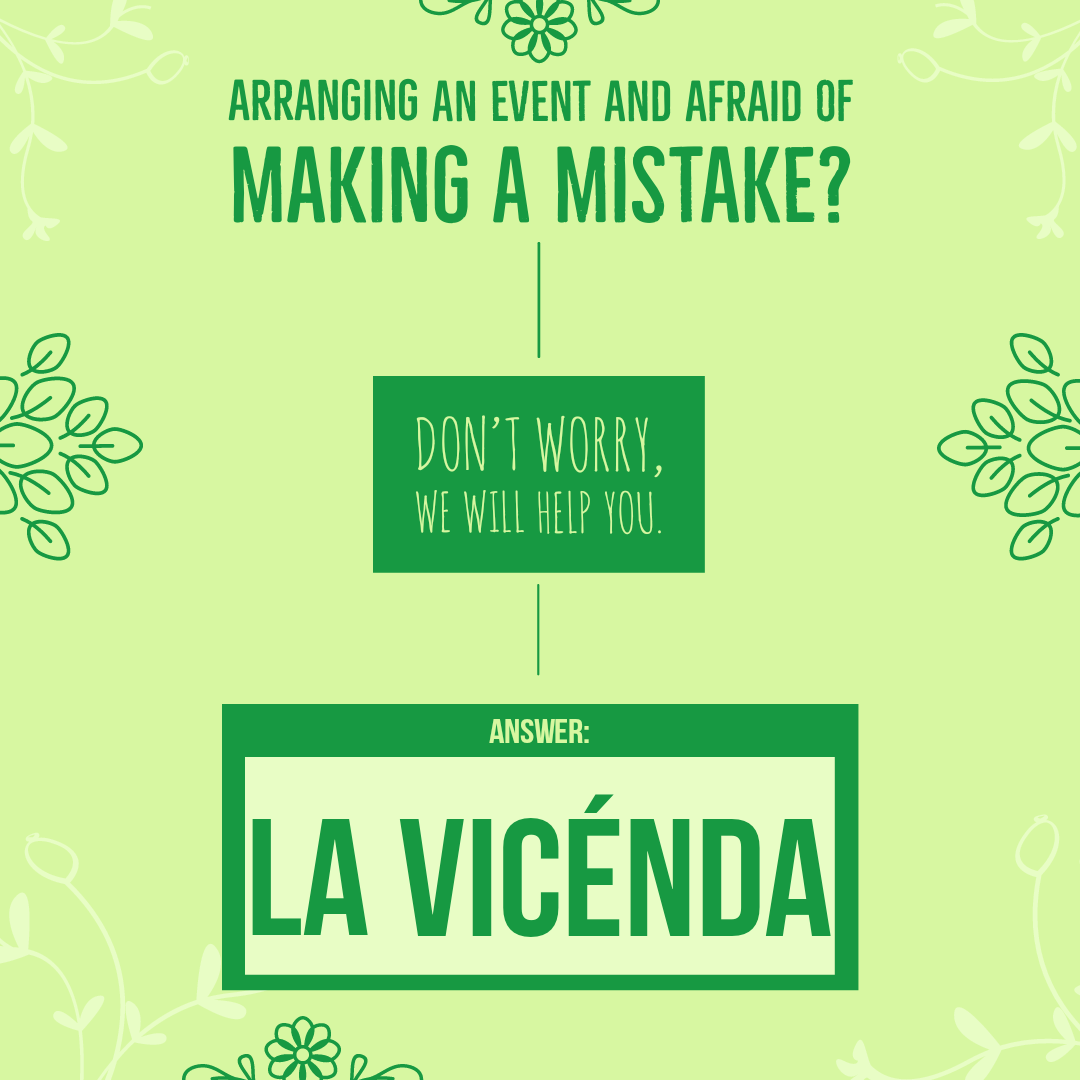 ARRANGING AN EVENT AND AFRAID OF
MAKING A MISTAKE?
DON'T WORRY,
WE WILL HELP YOU.
ANSWER:
LA VICÉNDA